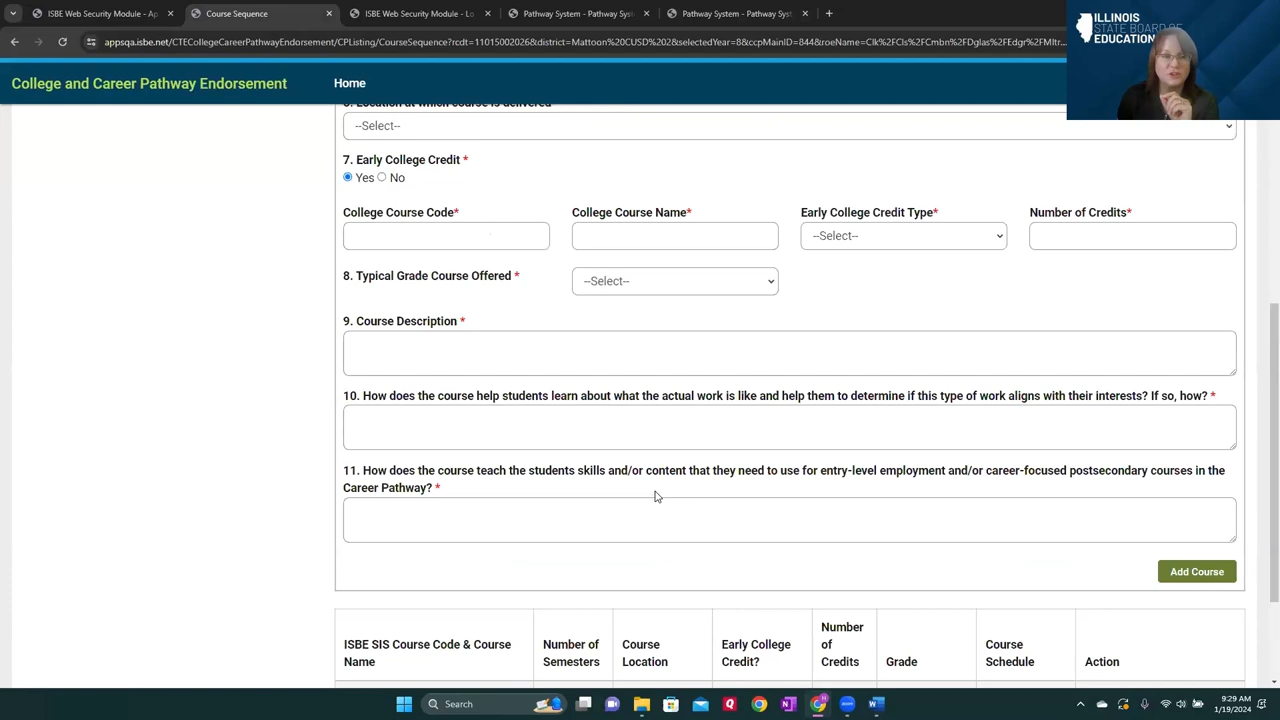 ISBE Web Security Module - Ap
Course Sequence
ISBE Web Security Module - Lo
Pathway System - Pathway Sys
Pathway System - Pathway Syst
appsqa.isbe.net/CTECollegeCareerPathwayEndorsement/CPListing/CourseSequence?rcdt=11015002026&district=Mattoon%20CUSD%202&selectedYear=8&ccpMainID=844&roeName=Clk%2FCls%2FCmbn%2FDglas%2FEdgr%2FMltr...
ILLINOIS
STATE BOARD OF
EDUCATION
College and Career Pathway Endorsement
Home
6. Location at which course is delivered
--Select--
7. Early College Credit *
Yes No
College Course Code* College Course Name* Early College Credit Type* Number of Credits*
--Select--
8. Typical Grade Course Offered * --Select--
9. Course Description *
10. How does the course help students learn about what the actual work is like and help them to determine if this type of work aligns with their interests? If so, how? *
11. How does the course teach the students skills and/or content that they need to use for entry-level employment and/or career-focused postsecondary courses in the
Career Pathway? *
Add Course
ISBE SIS Course Code & Course
Name
Number of
Semesters
Course
Location
Early College
Credit?
Number
of
Credits
Grade
Course
Schedule
Action
Search
9:29 AM
1/19/2024